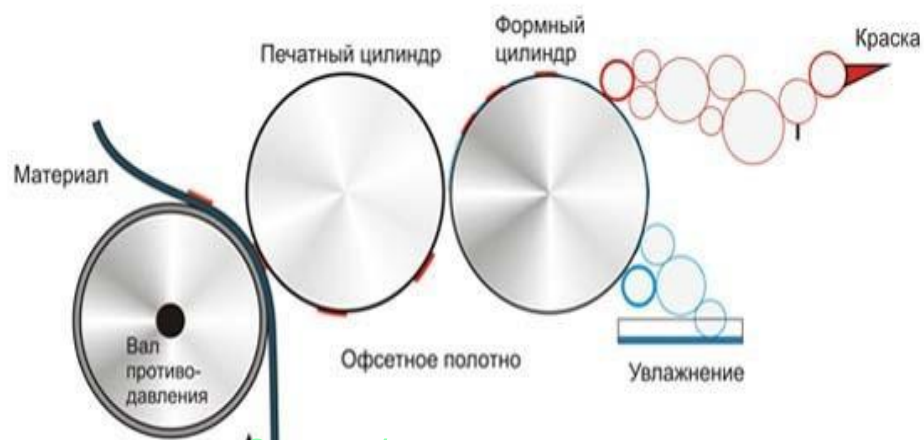 Формный
цилиндр
Краска
Печатный цилиндр
Материал
Вал
противо-
давления
Офсетное полотно
Увлажнение